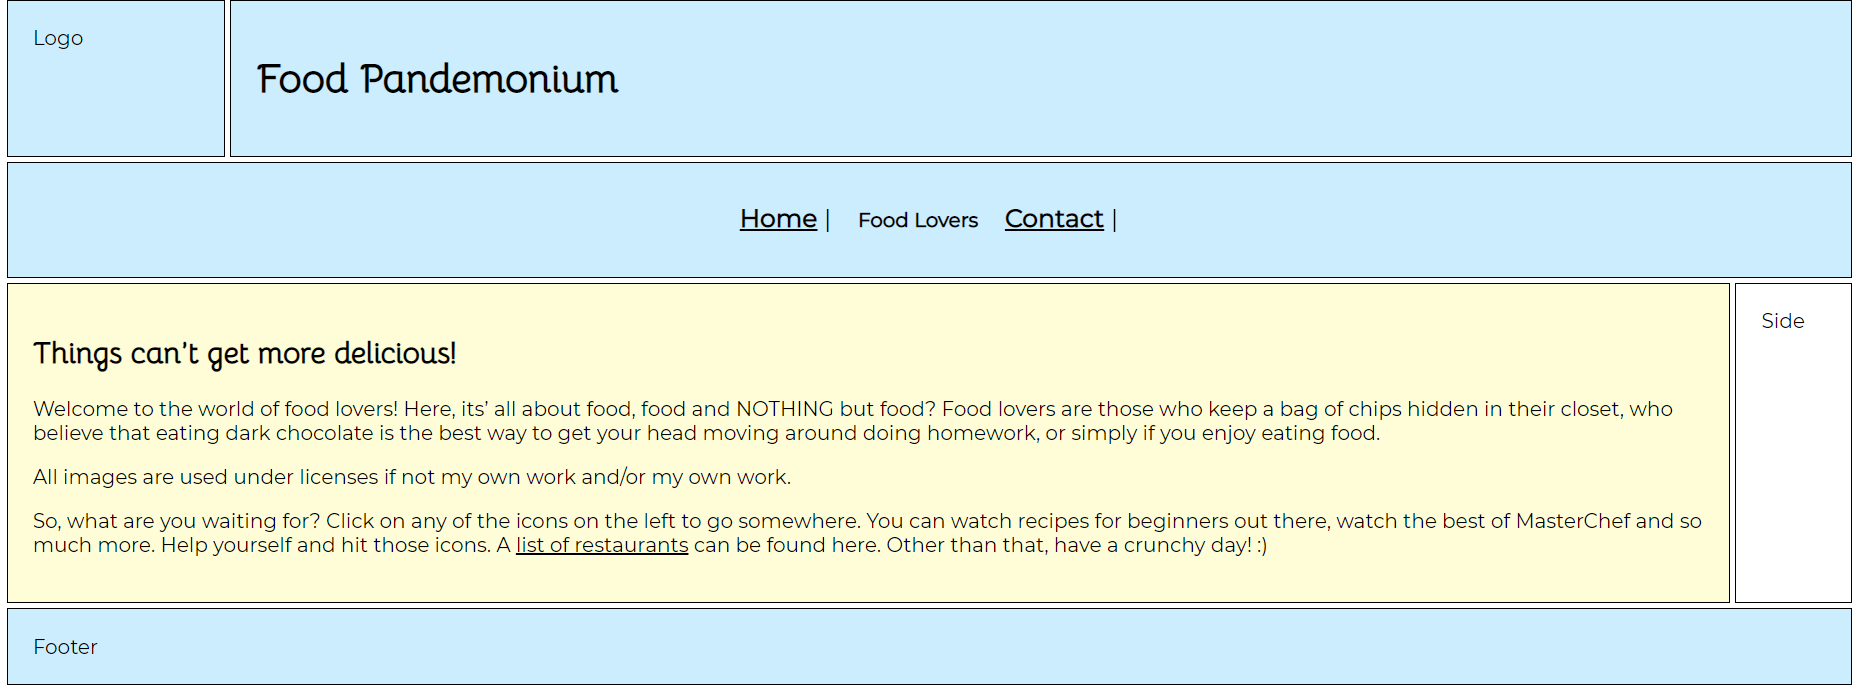 Logo
Food Pandemonium
Home | Food Lovers Contact |
Things can't get more delicious!
Side
Welcome to the world of food lovers! Here, its’ all about food, food and NOTHING but food? Food lovers are those who keep a bag of chips hidden in their closet, who
believe that eating dark chocolate is the best way to get your head moving around doing homework, or simply if you enjoy eating food.
All images are used under licenses if not my own work and/or my own work.
So, what are you waiting for? Click on any of the icons on the left to go somewhere. You can watch recipes for beginners out there, watch the best of MasterChef and so
much more. Help yourself and hit those icons. A list of restaurants can be found here. Other than that, have a crunchy day! :)
Footer